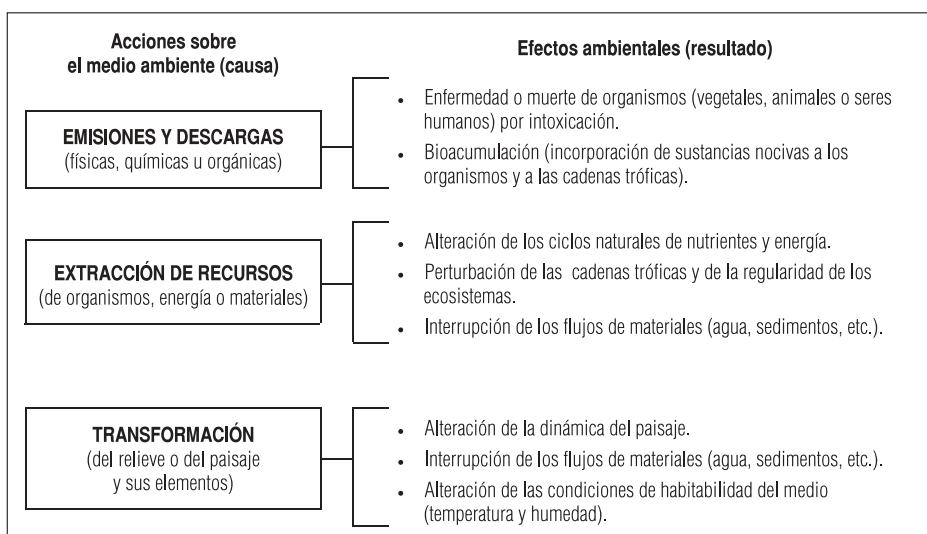 Acciones sobre
el medio ambiente (causa)
Efectos ambientales (resultado)
EMISIONES Y DESCARGAS
(físicas, químicas u orgánicas)
• Enfermedad o muerte de organismos (vegetales, animales o seres
humanos) por intoxicación.
• Bioacumulación (incorporación de sustancias nocivas a los
organismos y a las cadenas tróficas).
EXTRACCIÓN DE RECURSOS
(de organismos, energía o materiales)
• Alteración de los ciclos naturales de nutrientes y energía.
• Perturbación de las cadenas tróficas y de la regularidad de los
ecosistemas.
• Interrupción de los flujos de materiales (agua, sedimentos, etc.).
TRANSFORMACIÓN
(del relieve o del paisaje
y sus elementos)
• Alteración de la dinámica del paisaje.
• Interrupción de los flujos de materiales (agua, sedimentos, etc.).
• Alteración de las condiciones de habitabilidad del medio
(temperatura y humedad).